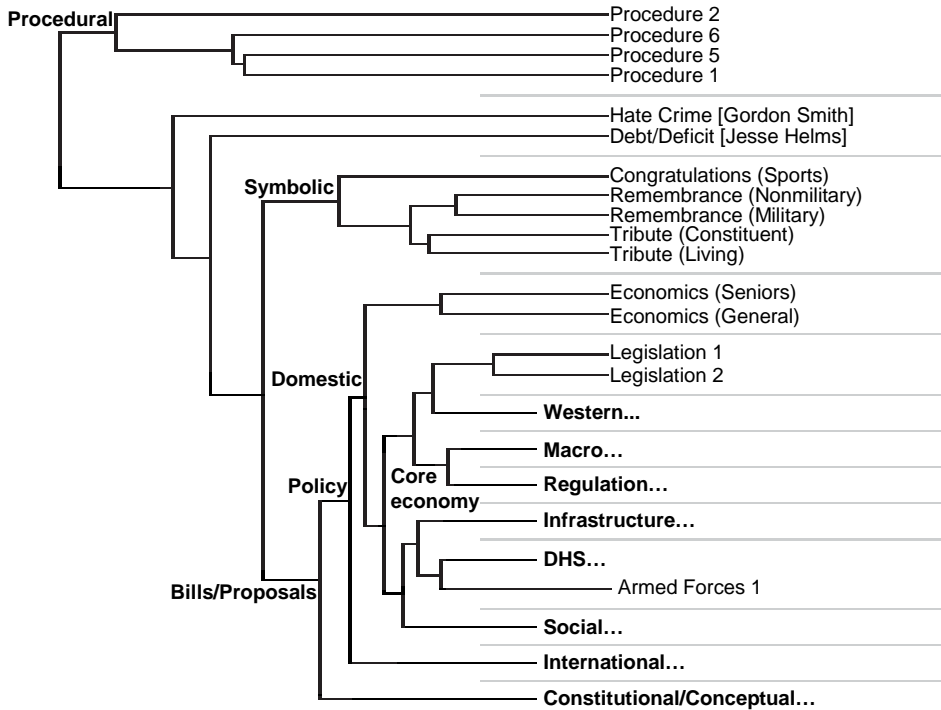 Procedural
Procedure 2
Procedure 6
Procedure 5
Procedure 1
Hate Crime [Gordon Smith]
Debt/Deficit [Jesse Helms]
Symbolic
Congratulations (Sports)
Remembrance (Nonmilitary)
Remembrance (Military)
Tribute (Constituent)
Tribute (Living)
Economics (Seniors)
Economics (General)
Legislation 1
Domestic
Legislation 2
Western...
Macro…
Core
economy
Policy
Regulation…
Infrastructure…
DHS…
Bills/Proposals
Armed Forces 1
Social…
International…
Constitutional/Conceptual…